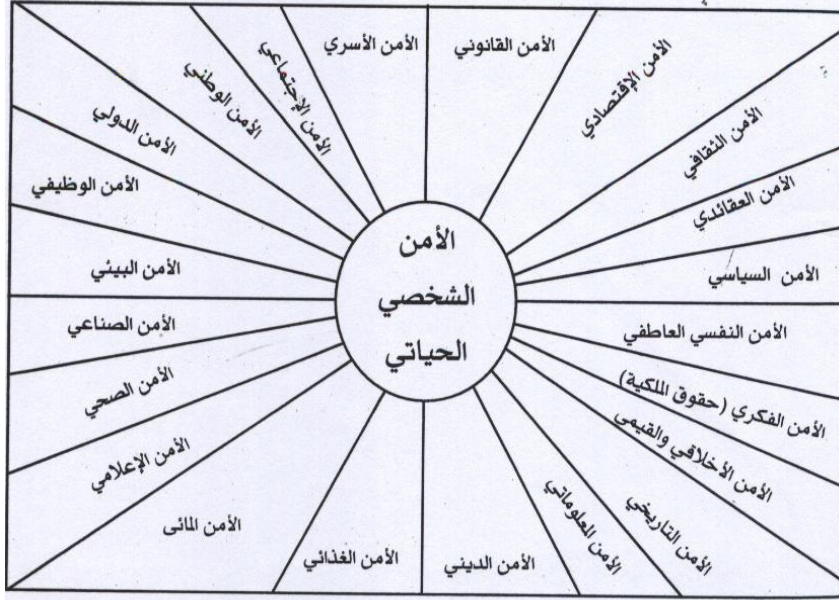 الأمن
الشخصي
الحياتي
الأمن القانوني
الأمن الإقتصادي
الأمن الثقافي
الأمن العقائدي
الأمن السياسي
الأمن النفسي العاطفي
الأمن الفكري (حقوق الملكية)
الأمن الأخلاقي والقيمى
الأمن التاريخي
الأمن المعلوماتي
الأمن الديني
الأمن الغذائي
الأمن المائى
الأمن الإعلامي
الأمن الصحي
الأمن الصناعي
الأمن البيئي
الأمن الوظيفي
الأمن الدولي
الأمن الوطني
الأمن الإجتماعي
الأمن الأسري